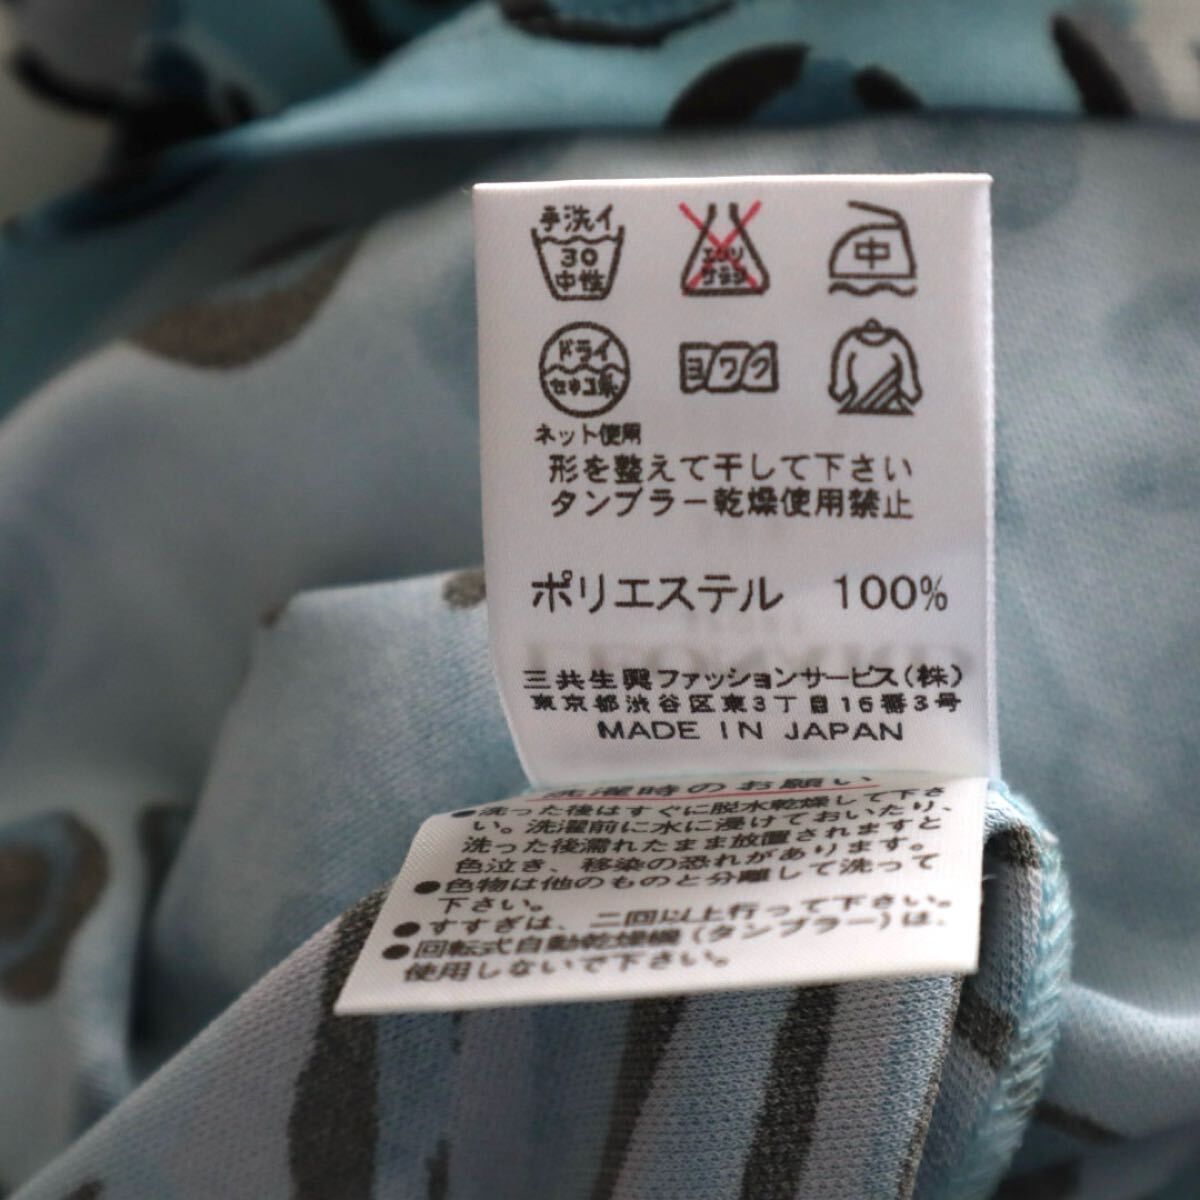 手洗イ
30
中性
エンソ
サラシ
中
ドライ
セキユ系
ヨワク
ネット使用
形を整えて干して下さい
タンブラー乾燥使用禁止
ポリエステル 100%
三共生興ファッションサービス(株)
東京都渋谷区東3丁目16番3号
MADE IN JAPAN
洗濯時のお願い
●洗った後はすぐに脱水乾燥して下さ
い。洗濯前に水に浸けておいたり、
洗った後濡れたまま放置されますと
色泣き、移染の恐れがあります。
●色物は他のものと分離して洗って
下さい。
●すすぎは、二回以上行って下さい。
●回転式自動乾燥機(タンブラー)は、
使用しないで下さい。